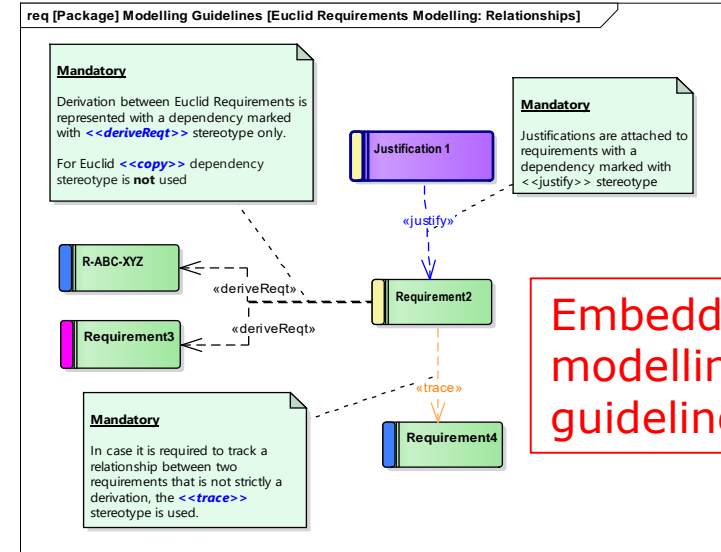 req [Package] Modelling Guidelines [Euclid Requirements Modelling: Relationships]
Mandatory
Derivation between Euclid Requirements is
represented with a dependency marked
with <<deriveReqt>> stereotype only.
For Euclid <<copy>> dependency
stereotype is not used
Mandatory
Justifications are attached to
requirements with a
dependency marked with
<<justify>> stereotype
Justification 1
«justify»
R-ABC-XYZ
«deriveReqt»
Requirement2
«deriveReqt»
Requirement3
«trace»
Requirement4
Mandatory
In case it is required to track a
relationship between two
requirements that is not strictly a
derivation, the <<trace>>
stereotype is used.